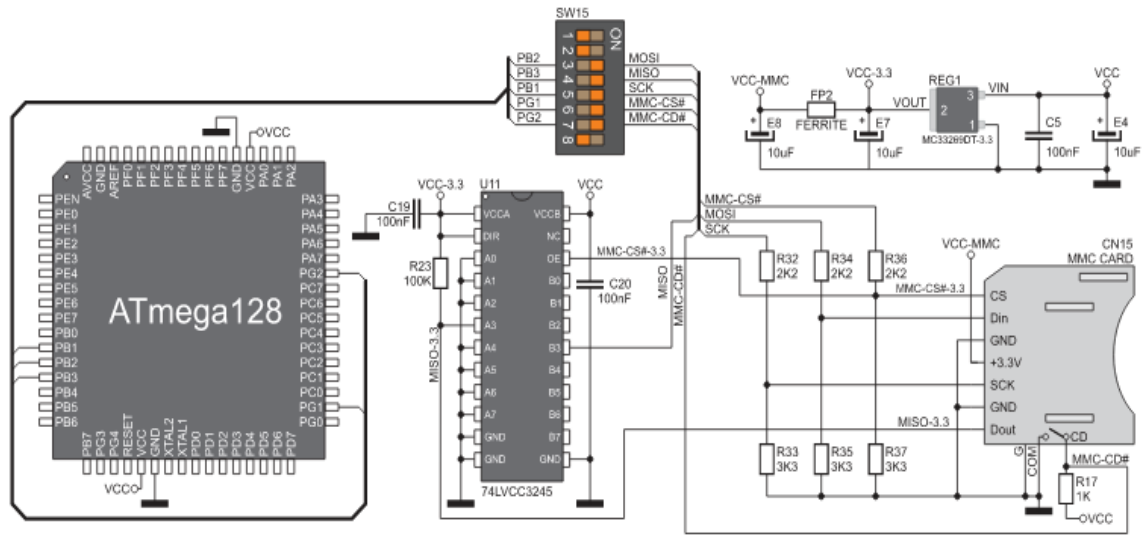 SW15
ON
1
2
3
4
5
6
7
8
PB2
PB3
PB1
PG1
PG2
MOSI
MISO
SCK
MMC-CS#
MMC-CD#
VCC-MMC
VCC-3.3
REG1
VCC
FP2
FERRITE
VOUT
VIN
3
2
1
MC33269DT-3.3
E8
10uF
E7
10uF
C5
100nF
E4
10uF
VCC
AVCC
GND
AREF
PF0
PF1
PF2
PF3
PF4
PF5
PF6
PF7
GND
VCC
PA0
PA1
PA2
PEN
PE0
PE1
PE2
PE3
PE4
PE5
PE6
PE7
PB0
PB1
PB2
PB3
PB4
PB5
PB6
ATmega128
PA3
PA4
PA5
PA6
PA7
PG2
PC7
PC6
PC5
PC4
PC3
PC2
PC1
PC0
PG1
PG0
PB7
PG3
PG4
RESET
VCC
GND
XTAL2
XTAL1
PD0
PD1
PD2
PD3
PD4
PD5
PD6
PD7
VCC
VCC-3.3
U11
VCC
C19
100nF
R23
100K
MISO-3.3
VCCA
DIR
A0
A1
A2
A3
A4
A5
A6
A7
GND
GND
VCCB
NC
OE
B0
B1
B2
B3
B4
B5
B6
B7
GND
74LVCC3245
C20
100nF
MMC-CS#-3.3
MISO
MMC-CD#
MMC-CS#
MOSI
SCK
R32
2K2
R34
2K2
R36
2K2
R33
3K3
R35
3K3
R37
3K3
VCC-MMC
CN15
MMC CARD
MMC-CS#-3.3
CS
Din
GND
+3.3V
SCK
GND
Dout
MISO-3.3
CD
G
COM
MMC-CD#
R17
1K
VCC